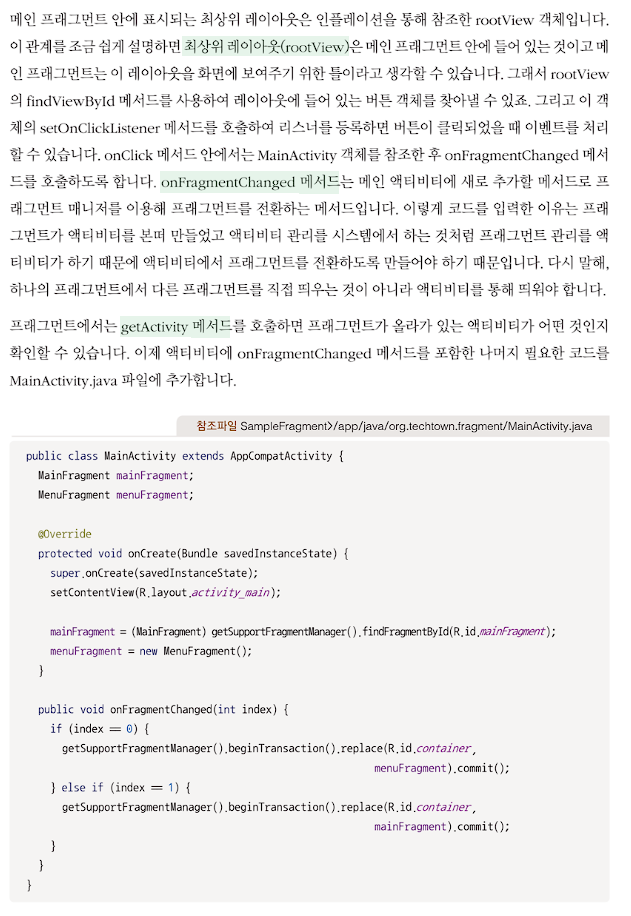 메인 프래그먼트 안에 표시되는 최상위 레이아웃은 인플레이션을 통해 참조한 rootView 객체입니다.
이 관계를 조금 쉽게 설명하면 최상위 레이아웃(rootView)은 메인 프래그먼트 안에 들어 있는 것이고 메
인 프래그먼트는 이 레이아웃을 화면에 보여주기 위한 틀이라고 생각할 수 있습니다. 그래서 rootView
의 findViewById 메서드를 사용하여 레이아웃에 들어 있는 버튼 객체를 찾아낼 수 있죠. 그리고 이 객
체의 setOnClickListener 메서드를 호출하여 리스너를 등록하면 버튼이 클릭되었을 때 이벤트를 처리
할 수 있습니다. onClick 메서드 안에서는 MainActivity 객체를 참조한 후 onFragmentChanged 메서
드를 호출하도록 합니다. onFragmentChanged 메서드는 메인 액티비티에 새로 추가할 메서드로 프
래그먼트 매니저를 이용해 프래그먼트를 전환하는 메서드입니다. 이렇게 코드를 입력한 이유는 프래
그먼트가 액티비티를 본떠 만들었고 액티비티 관리를 시스템에서 하는 것처럼 프래그먼트 관리를 액
티비티가 하기 때문에 액티비티에서 프래그먼트를 전환하도록 만들어야 하기 때문입니다. 다시 말해,
하나의 프래그먼트에서 다른 프래그먼트를 직접 띄우는 것이 아니라 액티비티를 통해 띄워야 합니다.
프래그먼트에서는 getActivity 메서드를 호출하면 프래그먼트가 올라가 있는 액티비티가 어떤 것인지
확인할 수 있습니다. 이제 액티비티에 onFragmentChanged 메서드를 포함한 나머지 필요한 코드를
MainActivity.java 파일에 추가합니다.
참조파일 SampleFragment>/app/java/org.techtown.fragment/MainActivity.java
public class MainActivity extends AppCompatActivity {
MainFragment mainFragment;
MenuFragment menuFragment;
@Override
protected void onCreate(Bundle savedInstanceState) {
super.onCreate(savedInstanceState);
setContentView(R.layout.activity_main);
mainFragment = (MainFragment) getSupportFragmentManager().findFragmentById(R.id.mainFragment);
menuFragment = new MenuFragment();
}
public void onFragmentChanged(int index) {
if (index == 0) {
getSupportFragmentManager().beginTransaction().replace(R.id.container,
menuFragment).commit();
} else if (index == 1) {
getSupportFragmentManager().beginTransaction().replace(R.id.container,
mainFragment).commit();
}
}
}